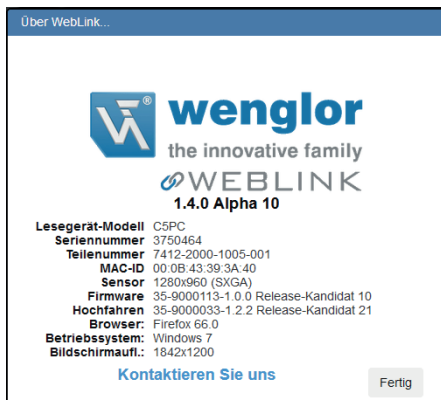 Über WebLink...
®
wenglor
the innovative family
WEBLINK
1.4.0 Alpha 10
Lesegerät-Modell C5PC
Seriennummer 3750464
Teilenummer 7412-2000-1005-001
MAC-ID 00:0B:43:39:3A:40
Sensor 1280x960 (SXGA)
Firmware 35-9000113-1.0.0 Release-Kandidat 10
Hochfahren 35-9000033-1.2.2 Release-Kandidat 21
Browser: Firefox 66.0
Betriebssystem: Windows 7
Bildschirmaufl.: 1842x1200
Kontaktieren Sie uns
Fertig